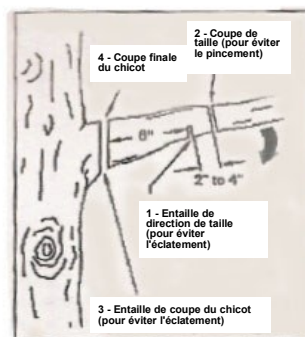 2 - Coupe de
taille (pour éviter
le pincement)
4 - Coupe finale
du chicot
6"
2" to 4"
1 - Entaille de
direction de taille
(pour éviter
l'éclatement)
3 - Entaille de coupe du chicot
(pour éviter l'éclatement)